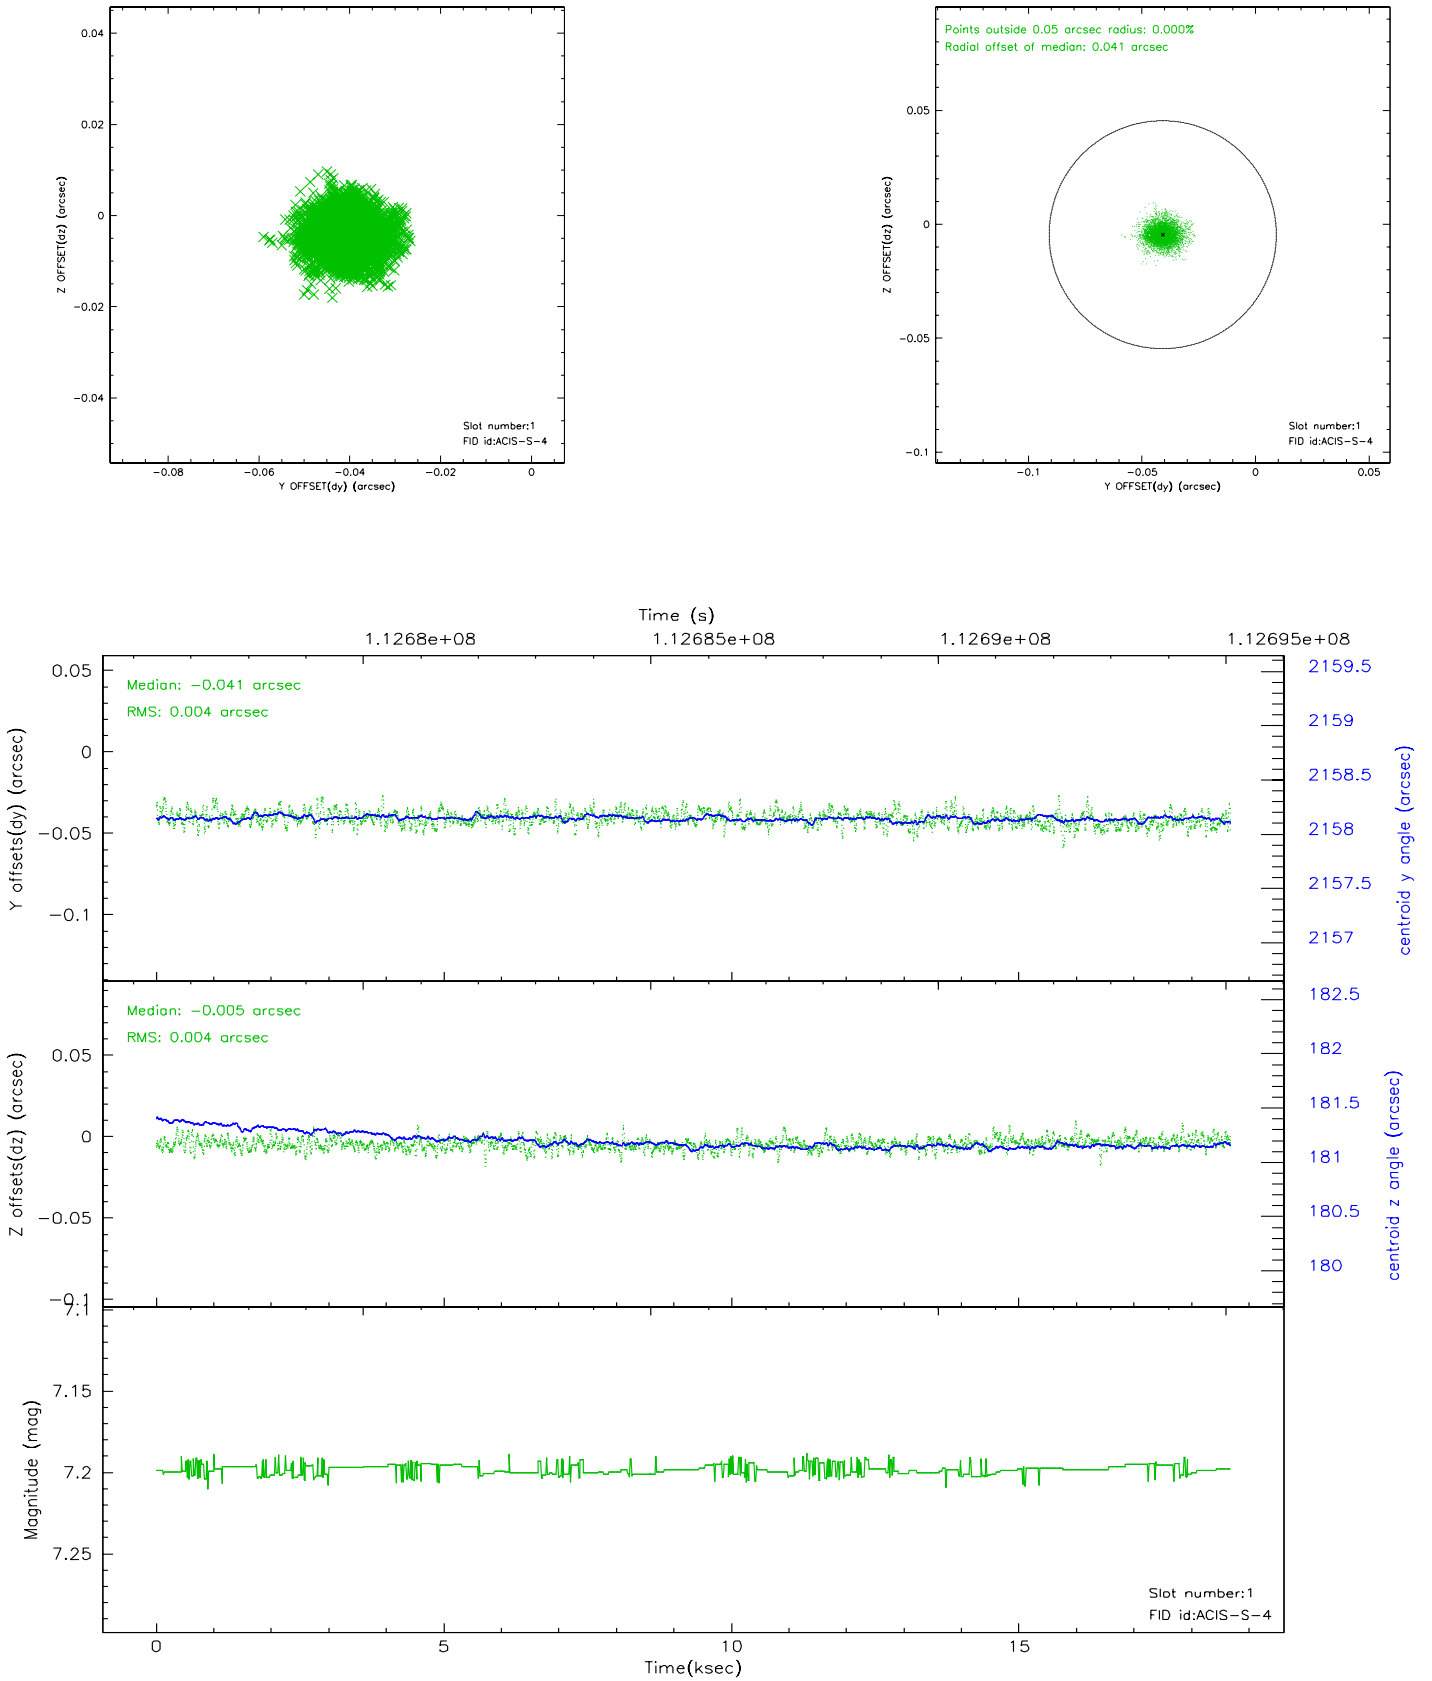 0.04
0.02
0
−0.02
−0.04
Z OFFSET(dz) (arcsec)
Slot number:1
FID id:ACIS−S−4
−0.08 −0.06 −0.04 −0.02 0
Y OFFSET(dy) (arcsec)
Points outside 0.05 arcsec radius: 0.000%
Radial offset of median: 0.041 arcsec
0.05
0
−0.05
−0.1
Z OFFSET(dz) (arcsec)
Slot number:1
FID id:ACIS−S−4
−0.1 −0.05 0 0.05
Y OFFSET(dy) (arcsec)
Time (s)
1.1268e+08 1.12685e+08 1.1269e+08 1.12695e+08
Median: −0.041 arcsec
RMS: 0.004 arcsec
0.05
0
−0.05
−0.1
Y offsets(dy) (arcsec)
2159.5
2159
2158.5
2158
2157.5
2157
centroid y angle (arcsec)
Median: −0.005 arcsec
RMS: 0.004 arcsec
0.05
0
−0.05
−0.1
Z offsets(dz) (arcsec)
182.5
182
181.5
181
180.5
180
centroid z angle (arcsec)
7.1
7.15
7.2
7.25
Magnitude (mag)
Slot number:1
FID id:ACIS−S−4
0 5 10 15
Time(ksec)